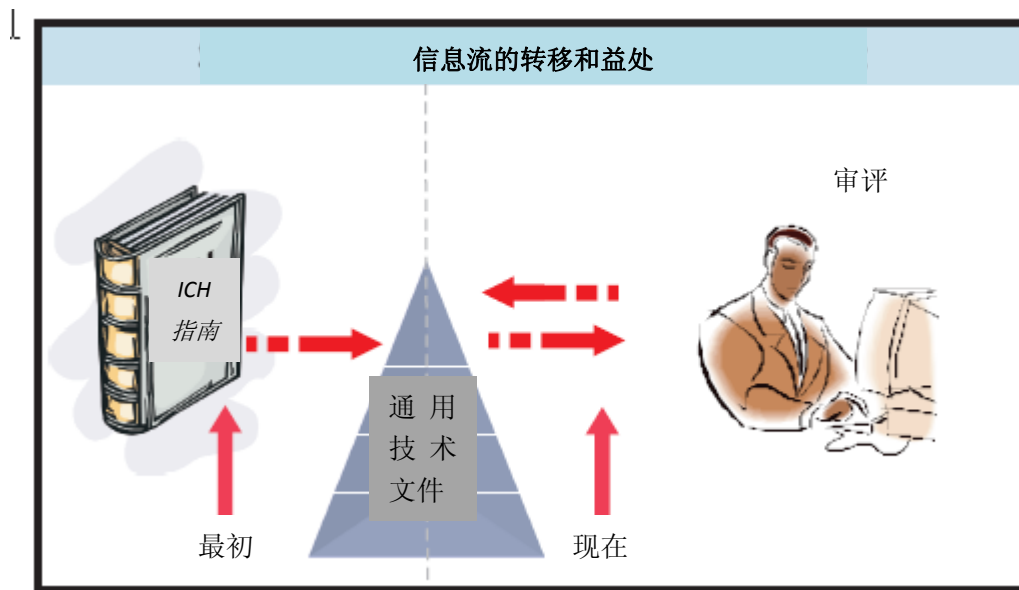 信息流的转移和益处
审评
ICH
指南
通 用
技 术
文件
最初
现在